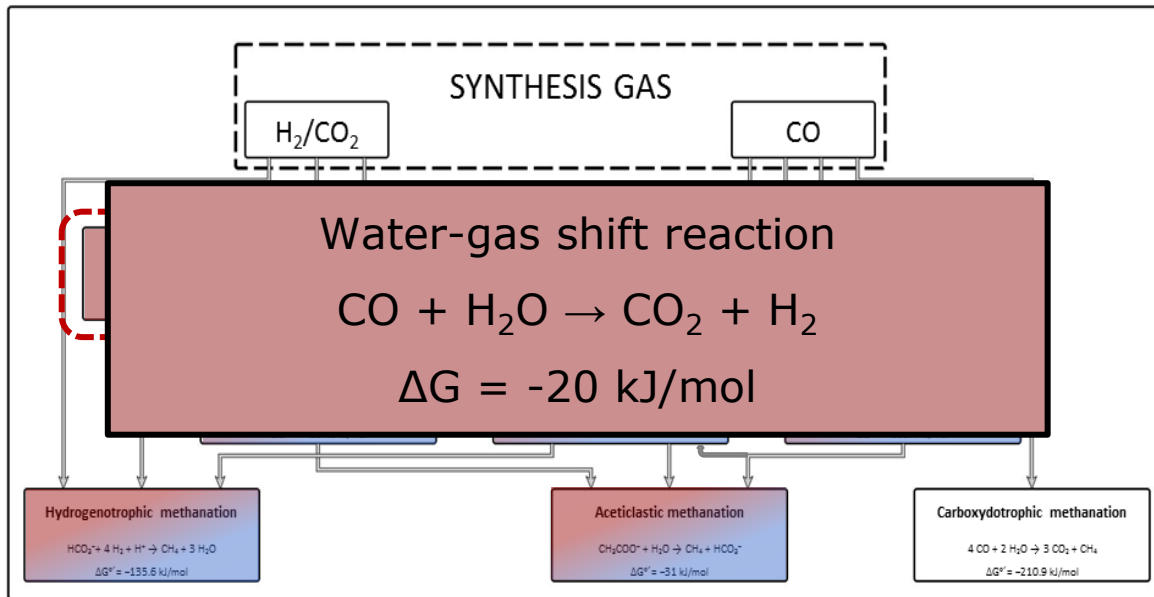 SYNTHESIS GAS
H₂/CO₂
CO
Water-gas shift reaction
CO + H₂O → CO₂ + H₂
ΔG = -20 kJ/mol
Hydrogenotrophic methanation
HCO₃⁻ + 4 H₂ + H⁺ → CH₄ + 3 H₂O
ΔG°′ = −135.6 kJ/mol
Aceticlastic methanation
CH₃COO⁻ + H₂O → CH₄ + HCO₃⁻
ΔG°′ = −31 kJ/mol
Carboxydotrophic methanation
4 CO + 2 H₂O → 3 CO₂ + CH₄
ΔG°′ = −210.9 kJ/mol